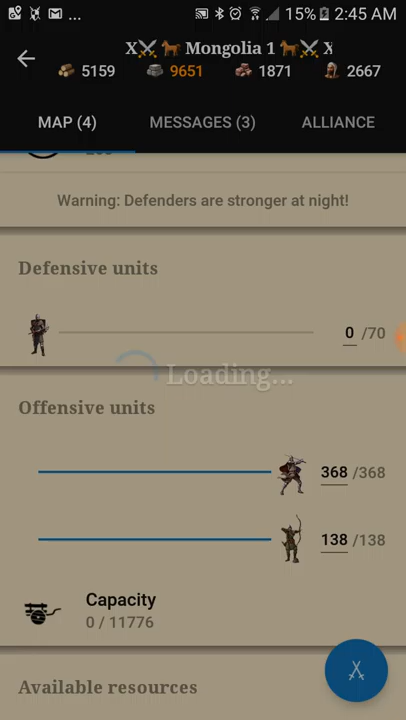 15% 2:45 AM
X⚔🐎 Mongolia 1 🐎⚔ X
5159 9651 1871 2667
MAP (4) MESSAGES (3) ALLIANCE
Warning: Defenders are stronger at night!
Defensive units
0 /70
Loading...
Offensive units
368 /368
138 /138
Capacity
0 / 11776
Available resources